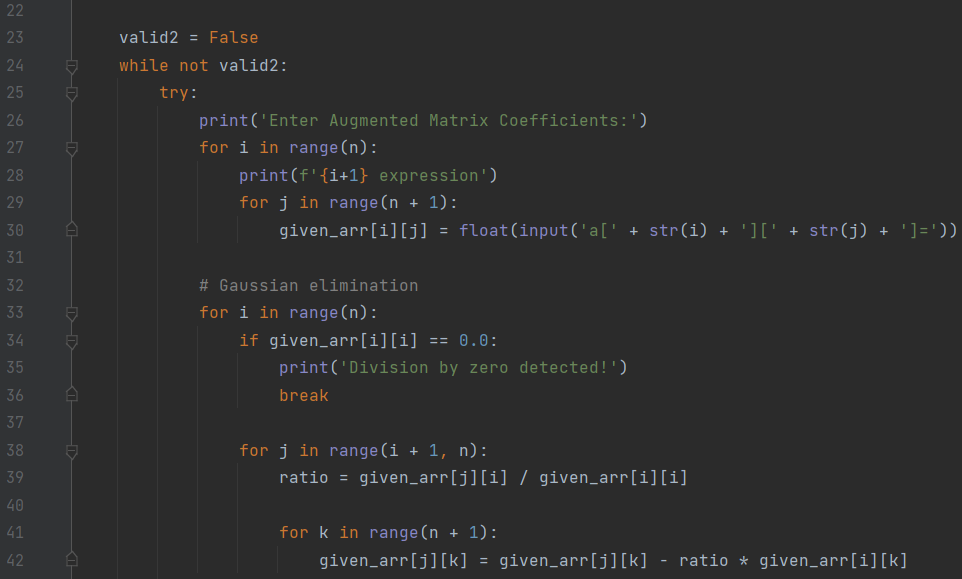 22
23 valid2 = False
24 while not valid2:
25 try:
26 print('Enter Augmented Matrix Coefficients:')
27 for i in range(n):
28 print(f'{i+1} expression')
29 for j in range(n + 1):
30 given_arr[i][j] = float(input('a[' + str(i) + '][' + str(j) + ']='))
31
32 # Gaussian elimination
33 for i in range(n):
34 if given_arr[i][i] == 0.0:
35 print('Division by zero detected!')
36 break
37
38 for j in range(i + 1, n):
39 ratio = given_arr[j][i] / given_arr[i][i]
40
41 for k in range(n + 1):
42 given_arr[j][k] = given_arr[j][k] - ratio * given_arr[i][k]